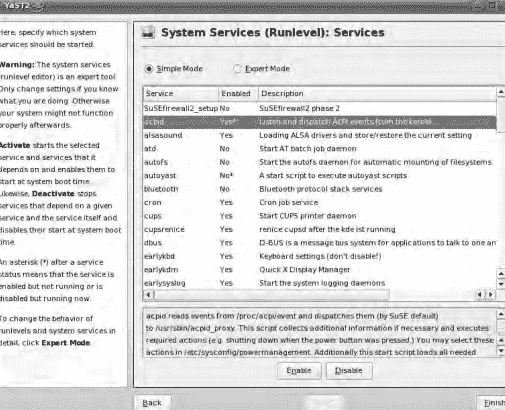 YaST2
Here, specify which system
services should be started.
Warning: The system services
(runlevel editor) is an expert tool.
Only change settings if you know
what you are doing. Otherwise
your system might not function
properly afterwards.
Activate starts the selected
service and services that it
depends on and enables them to
start at system boot time.
Likewise, Deactivate stops
services that depend on a given
service and the service itself and
disables their start at system boot
time.
An asterisk (*) after a service
status means that the service is
enabled but not running or is
disabled but running now.
To change the behavior of
runlevels and system services in
detail, click Expert Mode.
System Services (Runlevel): Services
Simple Mode Expert Mode
Service Enabled Description
SuSEfirewall2_setup No SuSEfirewall2 phase 2
acpid Yes* Listen and dispatch ACPI events from the kernel
alsasound Yes Loading ALSA drivers and store/restore the current setting
atd No Start AT batch job daemon
autofs No Start the autofs daemon for automatic mounting of filesystems
autoyast No* A start script to execute autoyast scripts
bluetooth No Bluetooth protocol stack services
cron Yes Cron job service
cups Yes Start CUPS printer daemon
cupsrenice Yes renice cupsd after the kde ist running
dbus Yes D-BUS is a message bus system for applications to talk to one an
earlykbd Yes Keyboard settings (don't disable!)
earlykdm Yes Quick X Display Manager
earlysyslog Yes Start the system logging daemons
acpid reads events from /proc/acpi/event and dispatches them (by SuSE default)
to /usr/sbin/acpid_proxy. This script collects additional information if necessary and executes
required actions (e.g. shutting down when the power button was pressed.) You may select these
actions in /etc/sysconfig/powermanagement. Additionally this start script loads all needed
Enable Disable
Back Finish